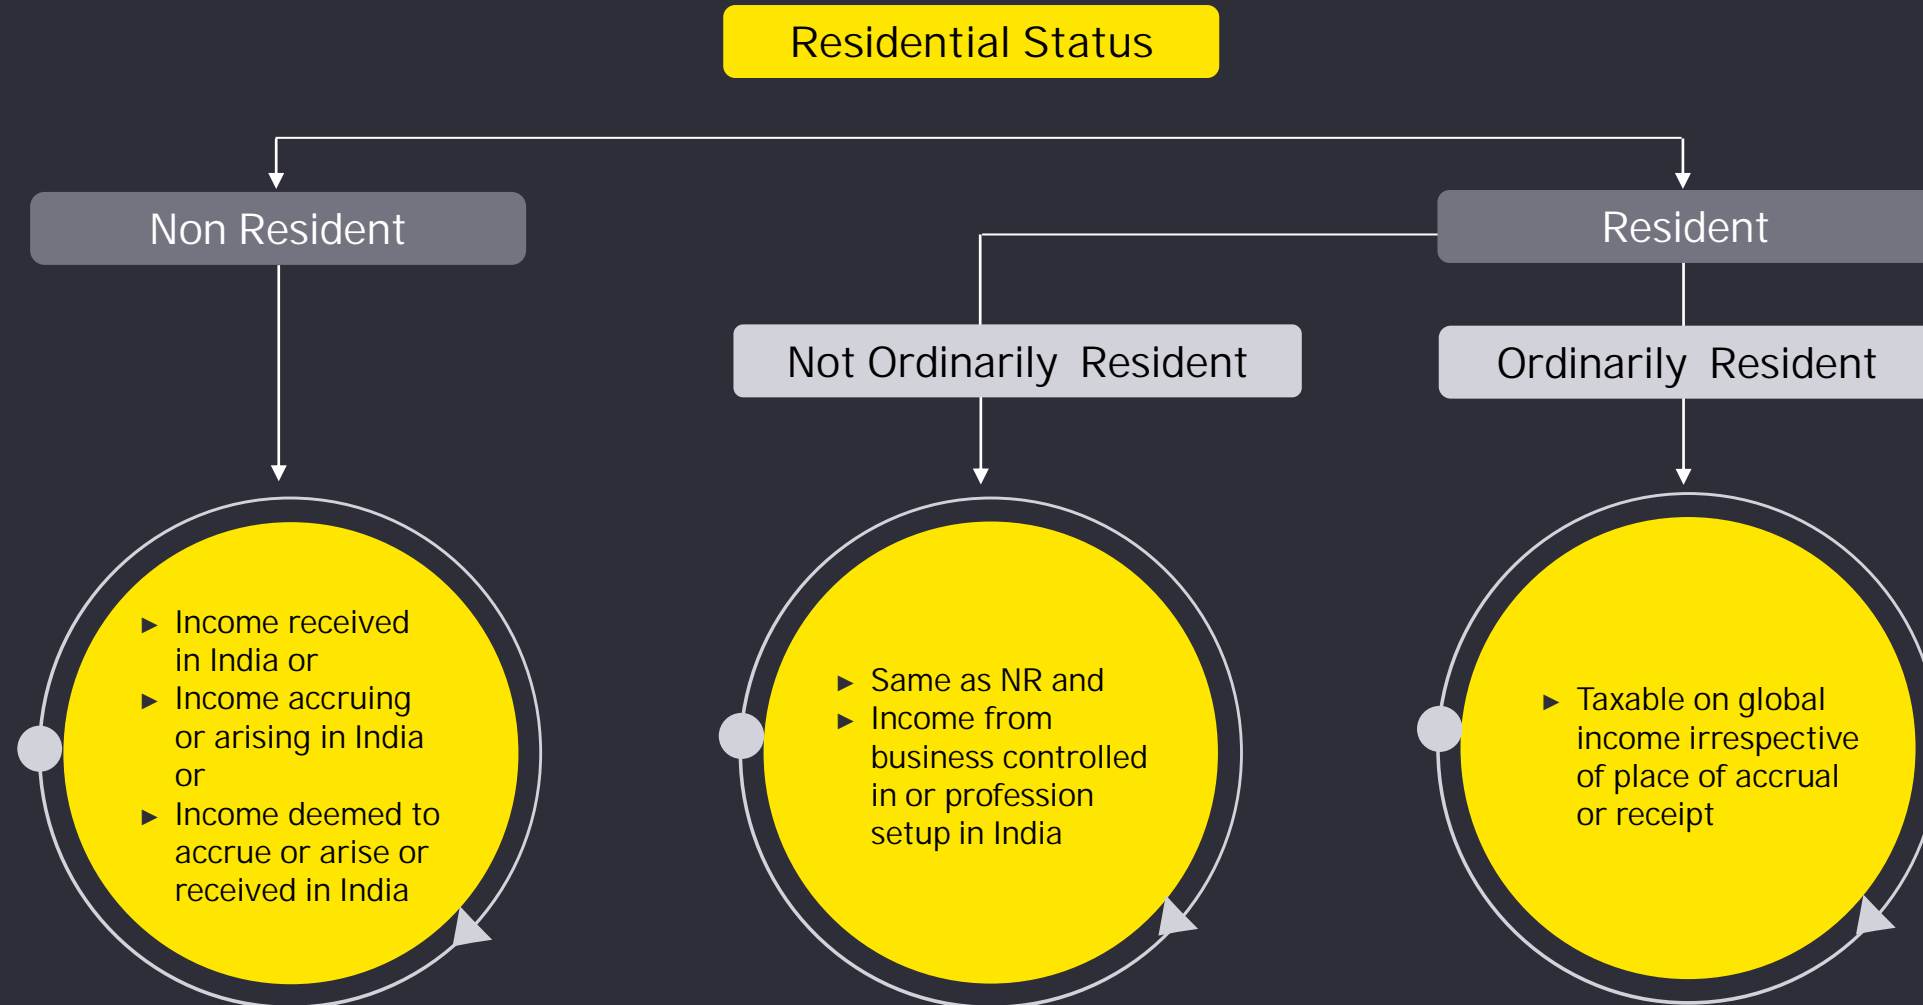 Residential Status
Non Resident
Resident
Not Ordinarily Resident
Ordinarily Resident
► Income received
in India or
► Income accruing
or arising in India
or
► Income deemed to
accrue or arise or
received in India
► Same as NR and
► Income from
business controlled
in or profession
setup in India
► Taxable on global
income irrespective
of place of accrual
or receipt